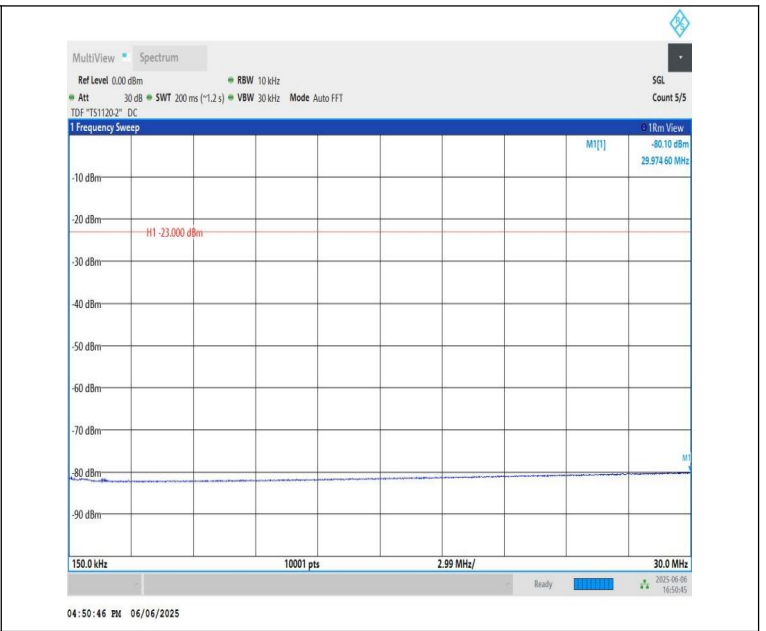 R/S
MultiView Spectrum
Ref Level 0.00 dBm RBW 10 kHz SGL
Att 30 dB SWT 200 ms (~1.2 s) VBW 30 kHz Mode Auto FFT Count 5/5
TDF "TS1120-2" DC
1 Frequency Sweep 1Rm View
M1[1] -80.10 dBm
29.974 60 MHz
-10 dBm
-20 dBm
H1 -23.000 dBm
-30 dBm
-40 dBm
-50 dBm
-60 dBm
-70 dBm
M1
-80 dBm
-90 dBm
150.0 kHz 10001 pts 2.99 MHz/ 30.0 MHz
Ready 2025-06-06
16:50:45
04:50:46 PM 06/06/2025